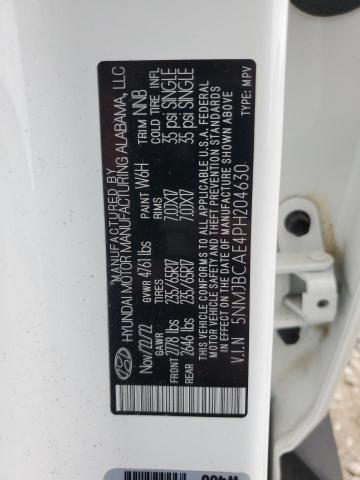 MANUFACTURED BY
HYUNDAI MOTOR MANUFACTURING ALABAMA, LLC
Nov/22/22 PAINT W6H TRIM NNB
GVWR 4761 lbs TIRES RIMS COLD TIRE INFL
FRONT 2778 lbs 235/65R17 7.0JX17 35 psi SINGLE
REAR 2646 lbs 235/65R17 7.0JX17 35 psi SINGLE
THIS VEHICLE CONFORMS TO ALL APPLICABLE U.S.A. FEDERAL
MOTOR VEHICLE SAFETY AND THEFT PREVENTION STANDARDS
IN EFFECT ON THE DATE OF MANUFACTURE SHOWN ABOVE
V.I.N 5NMJBCAE4PH204630 TYPE: MPV